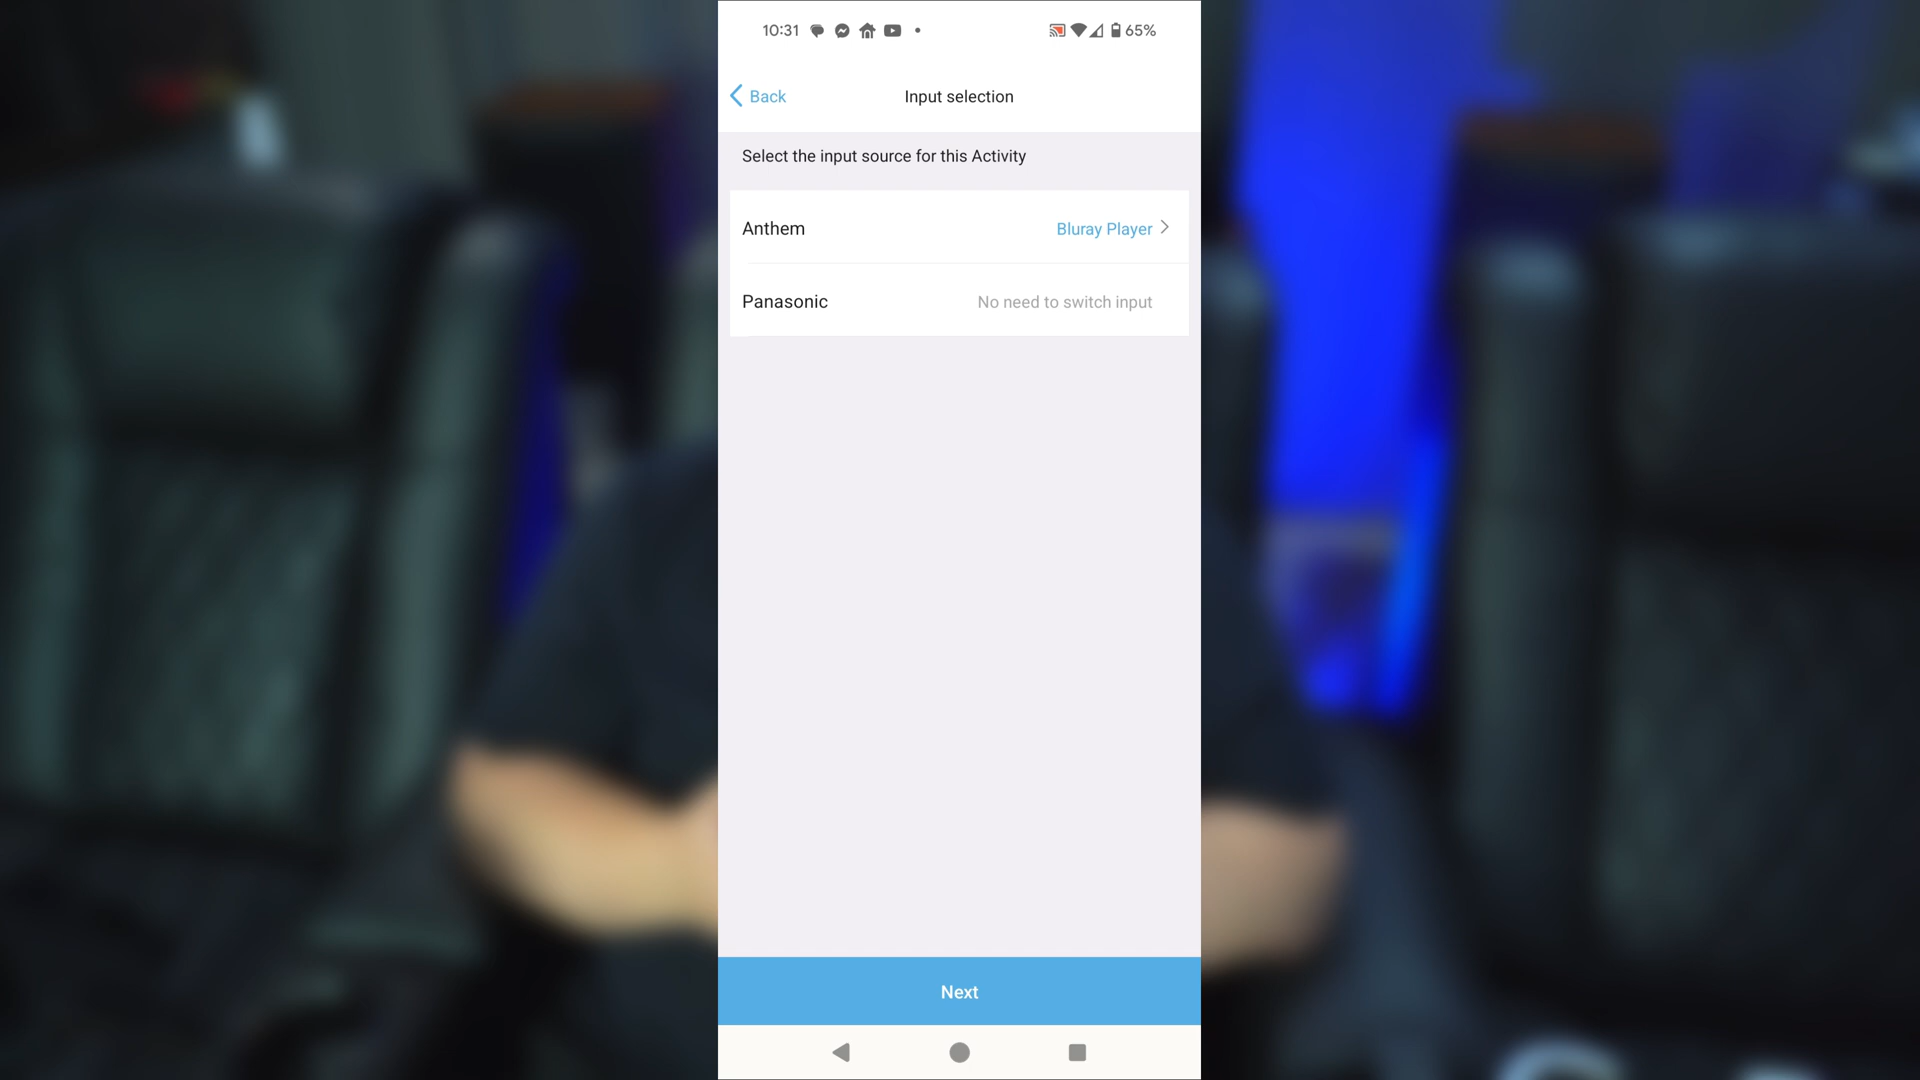 10:31 65%
Back Input selection
Select the input source for this Activity
Anthem Bluray Player
Panasonic No need to switch input
Next